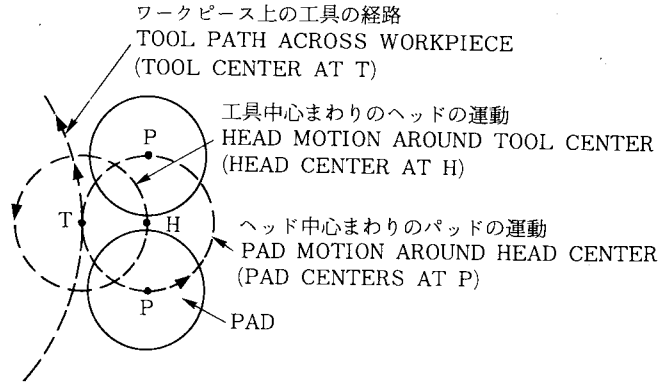 ワークピース上の工具の経路
TOOL PATH ACROSS WORKPIECE
(TOOL CENTER AT T)
工具中心まわりのヘッドの運動
HEAD MOTION AROUND TOOL CENTER
(HEAD CENTER AT H)
P
T
H
ヘッド中心まわりのパッドの運動
PAD MOTION AROUND HEAD CENTER
(PAD CENTERS AT P)
P
PAD